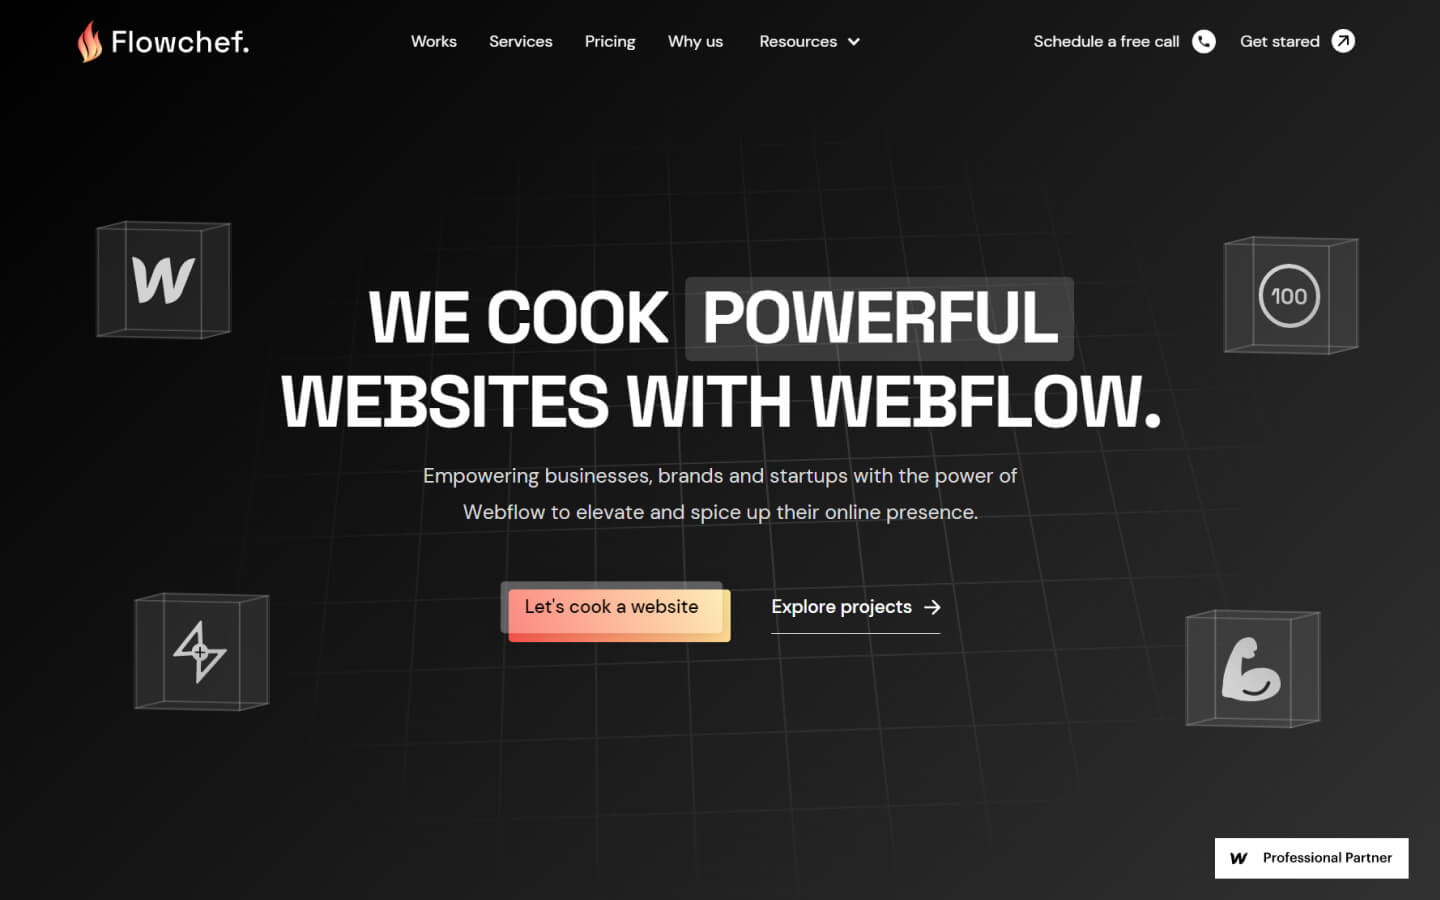 Flowchef.
Works
Services
Pricing
Why us
Resources
Schedule a free call
Get stared
W
100
WE COOK POWERFUL
WEBSITES WITH WEBFLOW.
Empowering businesses, brands and startups with the power of
Webflow to elevate and spice up their online presence.
Let's cook a website
Explore projects
W Professional Partner